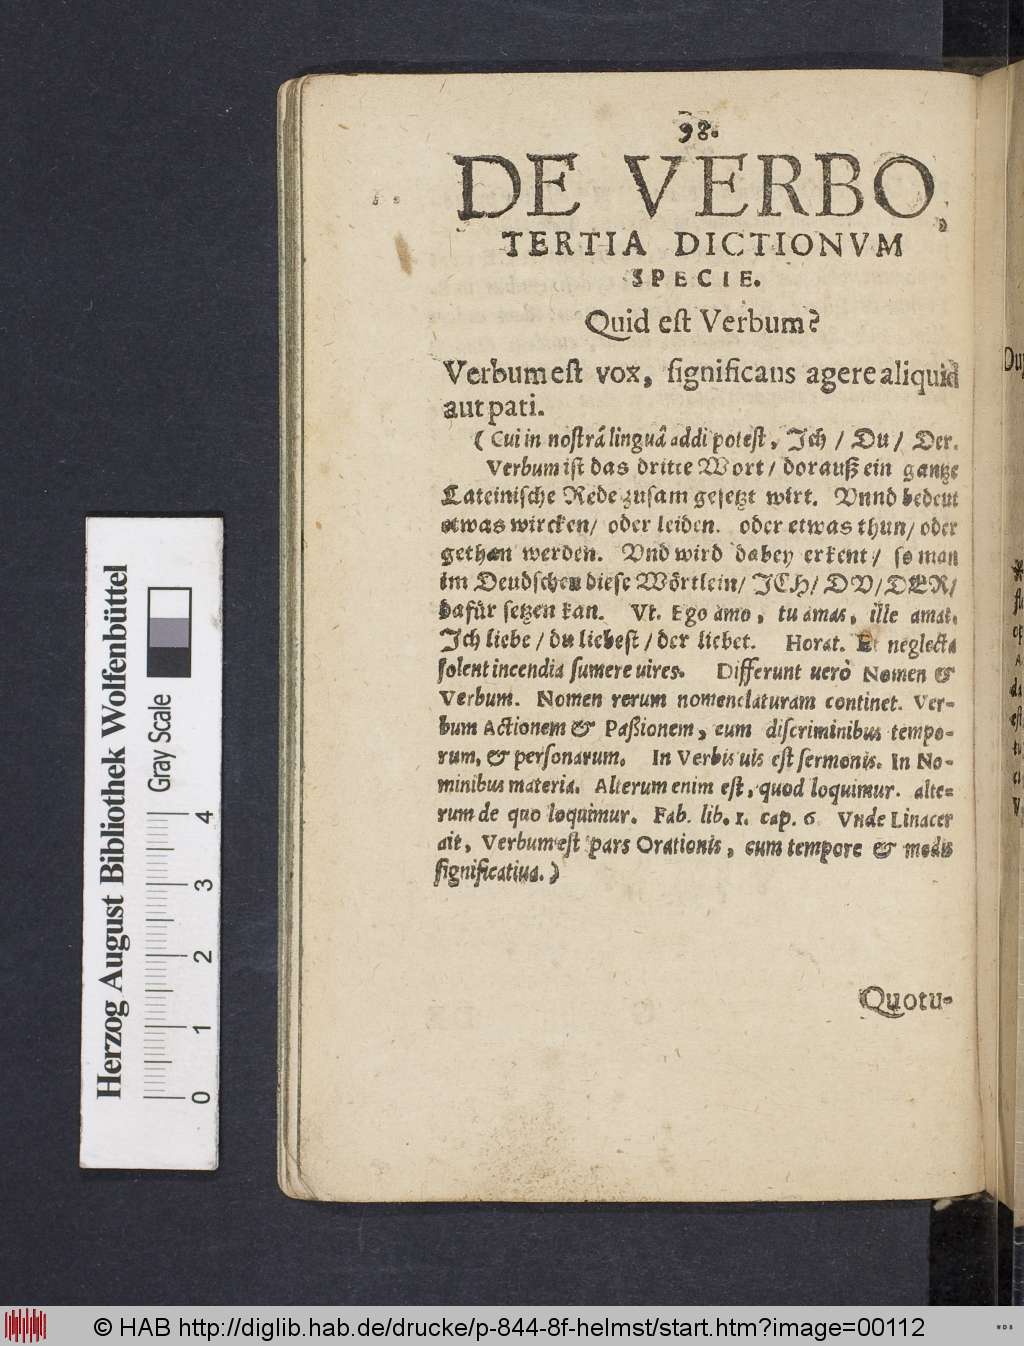 98.
DE VERBO,
TERTIA DICTIONVM
SPECIE.
Quid est Verbum?
Verbum est vox, significans agere aliquid
aut pati.
( Cui in nostrâ linguâ addi potest, Ich / Du / Der.
Verbum ist das dritte Wort / dorauß ein gantze
Lateinische Rede zusam gesetzt wirt. Vnnd bedeut
etwas wircken/ oder leiden. oder etwas thun/ oder
gethan werden. Vnd wird dabey erkent/ so man
im Deudschen diese Wörtlein/ ICH/ DV/ DER/
dafür setzen kan. Vt. Ego amo, tu amas, ille amat.
Ich liebe / du liebest / der liebet. Horat. Et neglecta
solent incendia sumere uires. Differunt uerò Nomen &
Verbum. Nomen rerum nomenclaturam continet. Ver-
bum Actionem & Paßionem, cum discriminibus tempo-
rum, & personarum. In Verbis uis est sermonis. In No-
minibus materia. Alterum enim est, quod loquimur. alte-
rum de quo loquimur. Fab. lib. 1. cap. 6 Vnde Linacer
ait, Verbum est pars Orationis, cum tempore & modis
significatiua. )
Quotu-
Herzog August Bibliothek Wolfenbüttel
Gray Scale
0 1 2 3 4
© HAB http://diglib.hab.de/drucke/p-844-8f-helmst/start.htm?image=00112